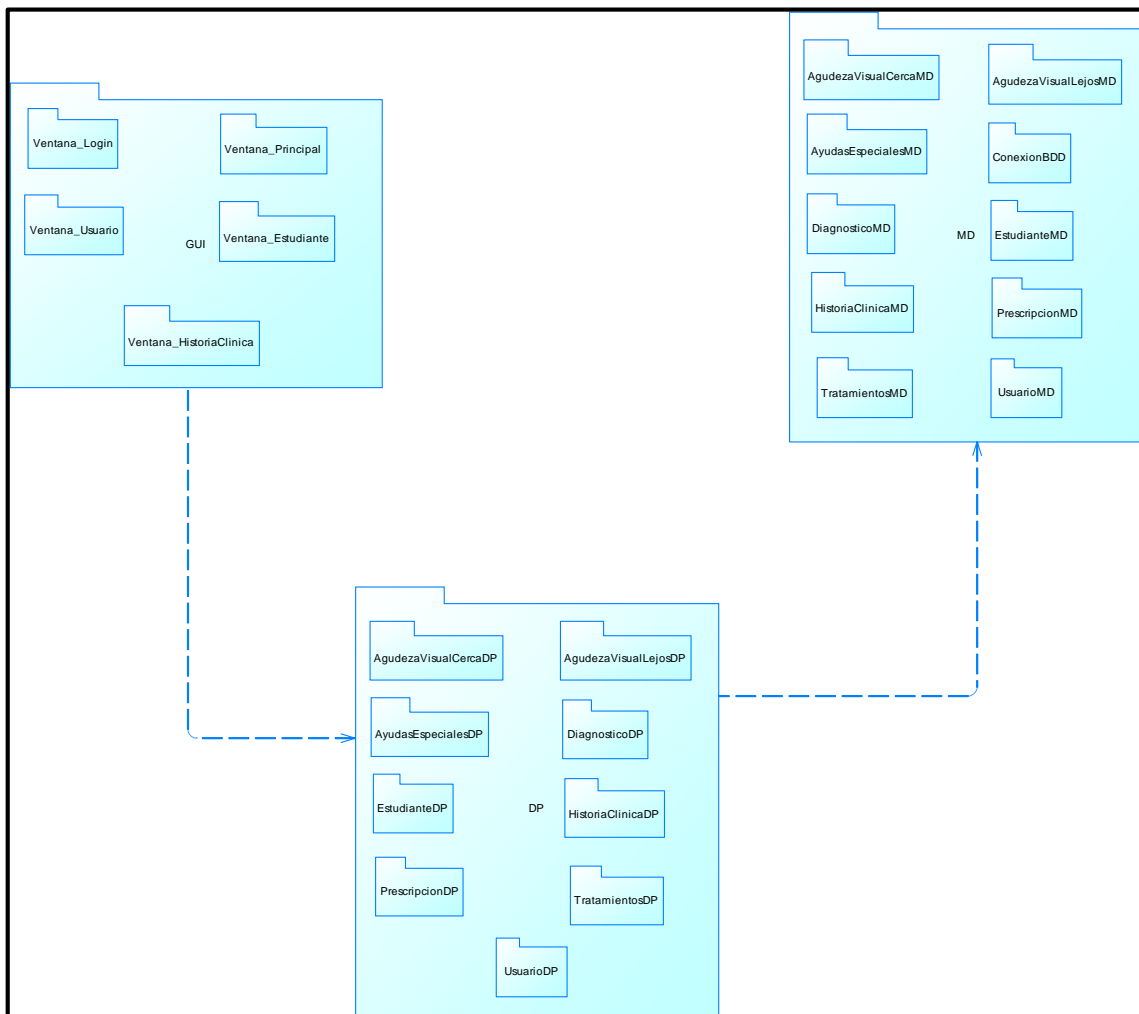 Ventana_Login
Ventana_Principal
Ventana_Usuario
GUI
Ventana_Estudiante
Ventana_HistoriaClinica
AgudezaVisualCercaMD
AgudezaVisualLejosMD
AyudasEspecialesMD
ConexionBDD
DiagnosticoMD
MD
EstudianteMD
HistoriaClinicaMD
PrescripcionMD
TratamientosMD
UsuarioMD
AgudezaVisualCercaDP
AgudezaVisualLejosDP
AyudasEspecialesDP
DiagnosticoDP
EstudianteDP
DP
HistoriaClinicaDP
PrescripcionDP
TratamientosDP
UsuarioDP